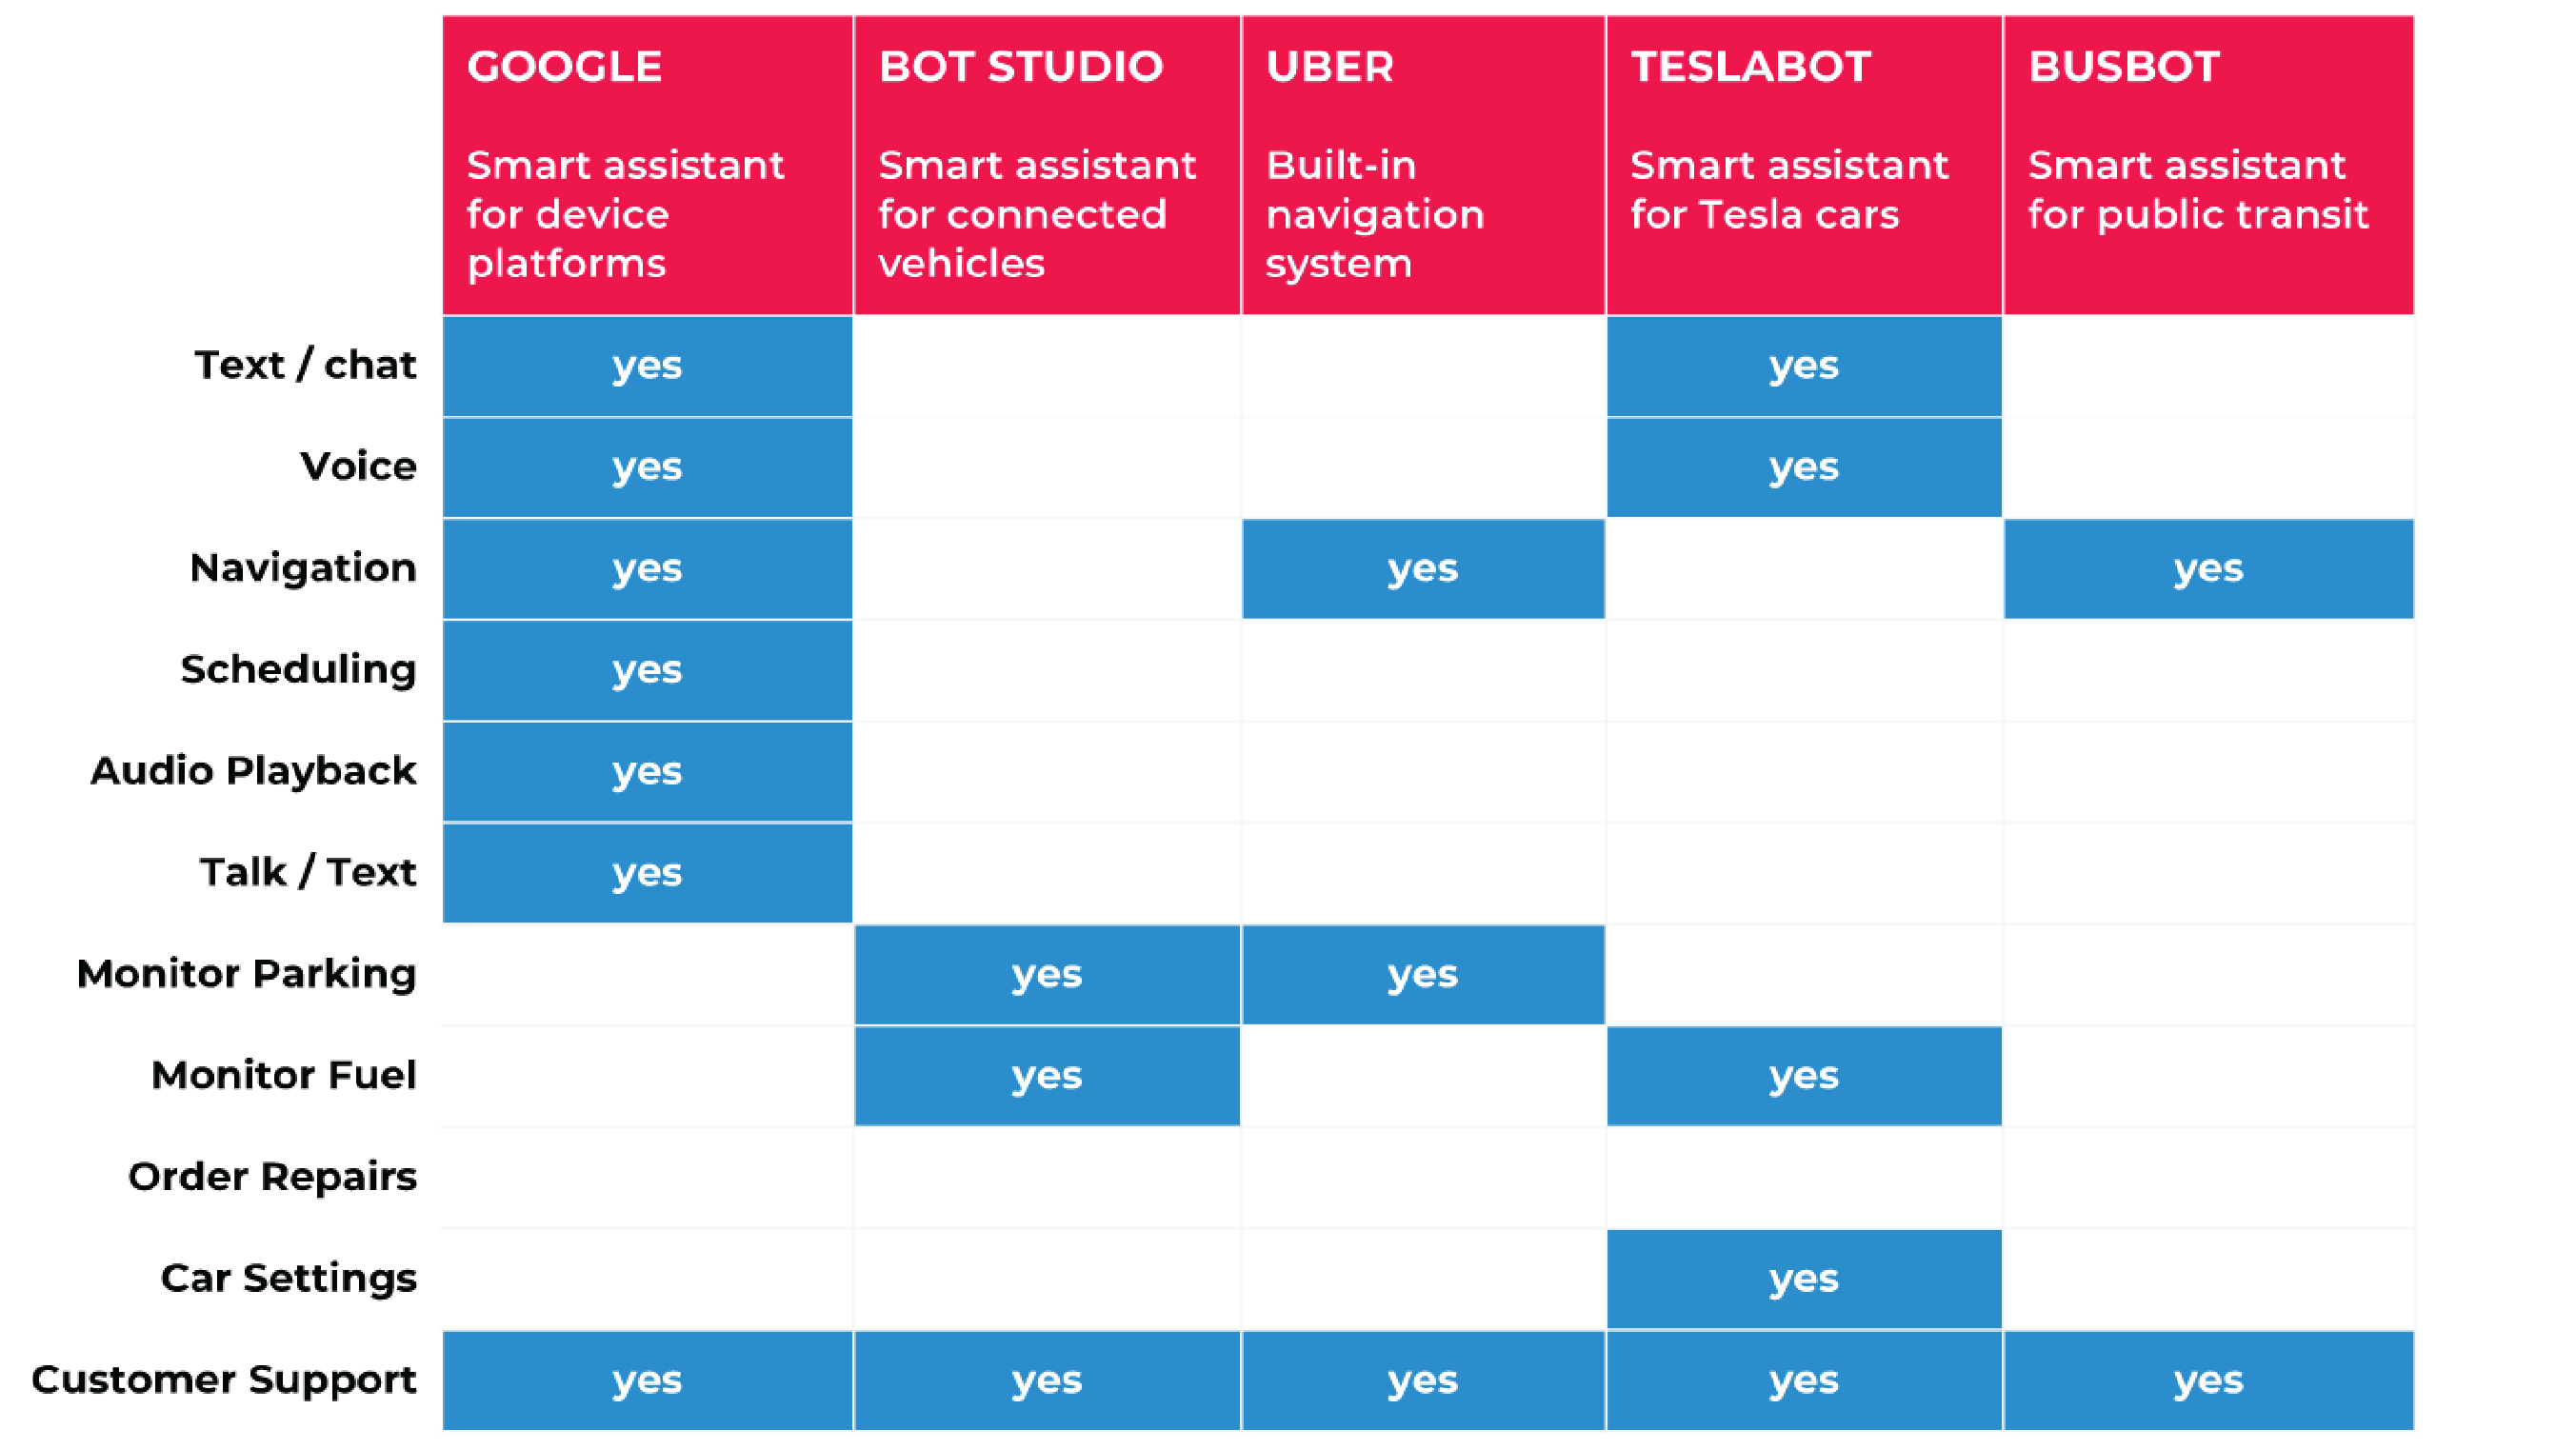 GOOGLE
Smart assistant
for device
platforms
BOT STUDIO
Smart assistant
for connected
vehicles
UBER
Built-in
navigation
system
TESLABOT
Smart assistant
for Tesla cars
BUSBOT
Smart assistant
for public transit
Text / chat yes yes
Voice yes yes
Navigation yes yes yes
Scheduling yes
Audio Playback yes
Talk / Text yes
Monitor Parking yes yes
Monitor Fuel yes yes
Order Repairs
Car Settings yes
Customer Support yes yes yes yes yes